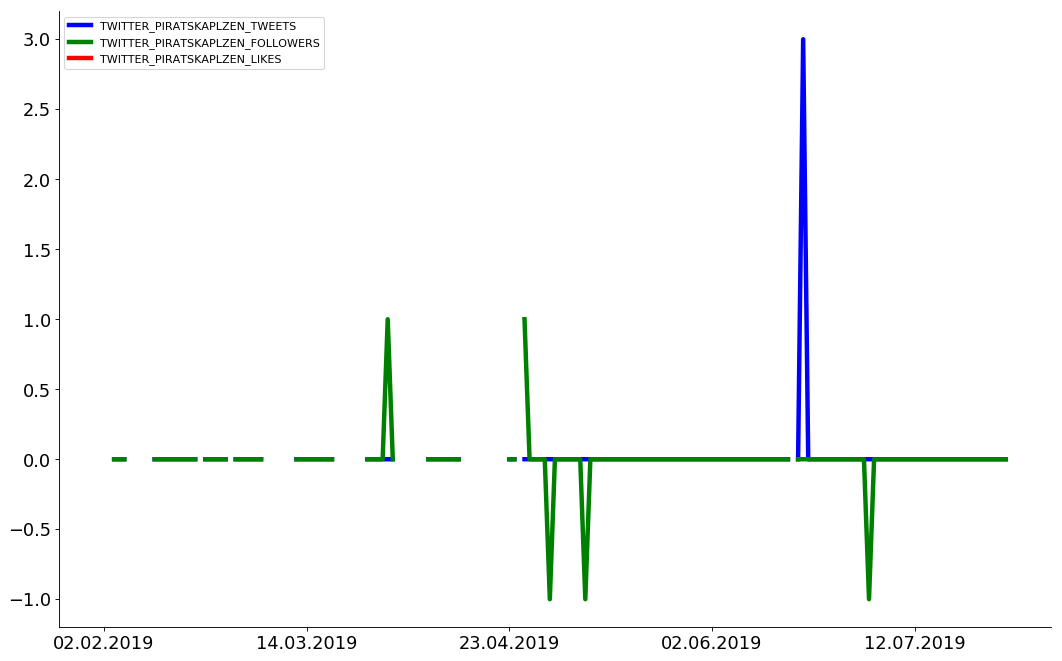 TWITTER_PIRATSKAPLZEN_TWEETS
TWITTER_PIRATSKAPLZEN_FOLLOWERS
TWITTER_PIRATSKAPLZEN_LIKES
3.0
2.5
2.0
1.5
1.0
0.5
0.0
−0.5
−1.0
02.02.2019 14.03.2019 23.04.2019 02.06.2019 12.07.2019